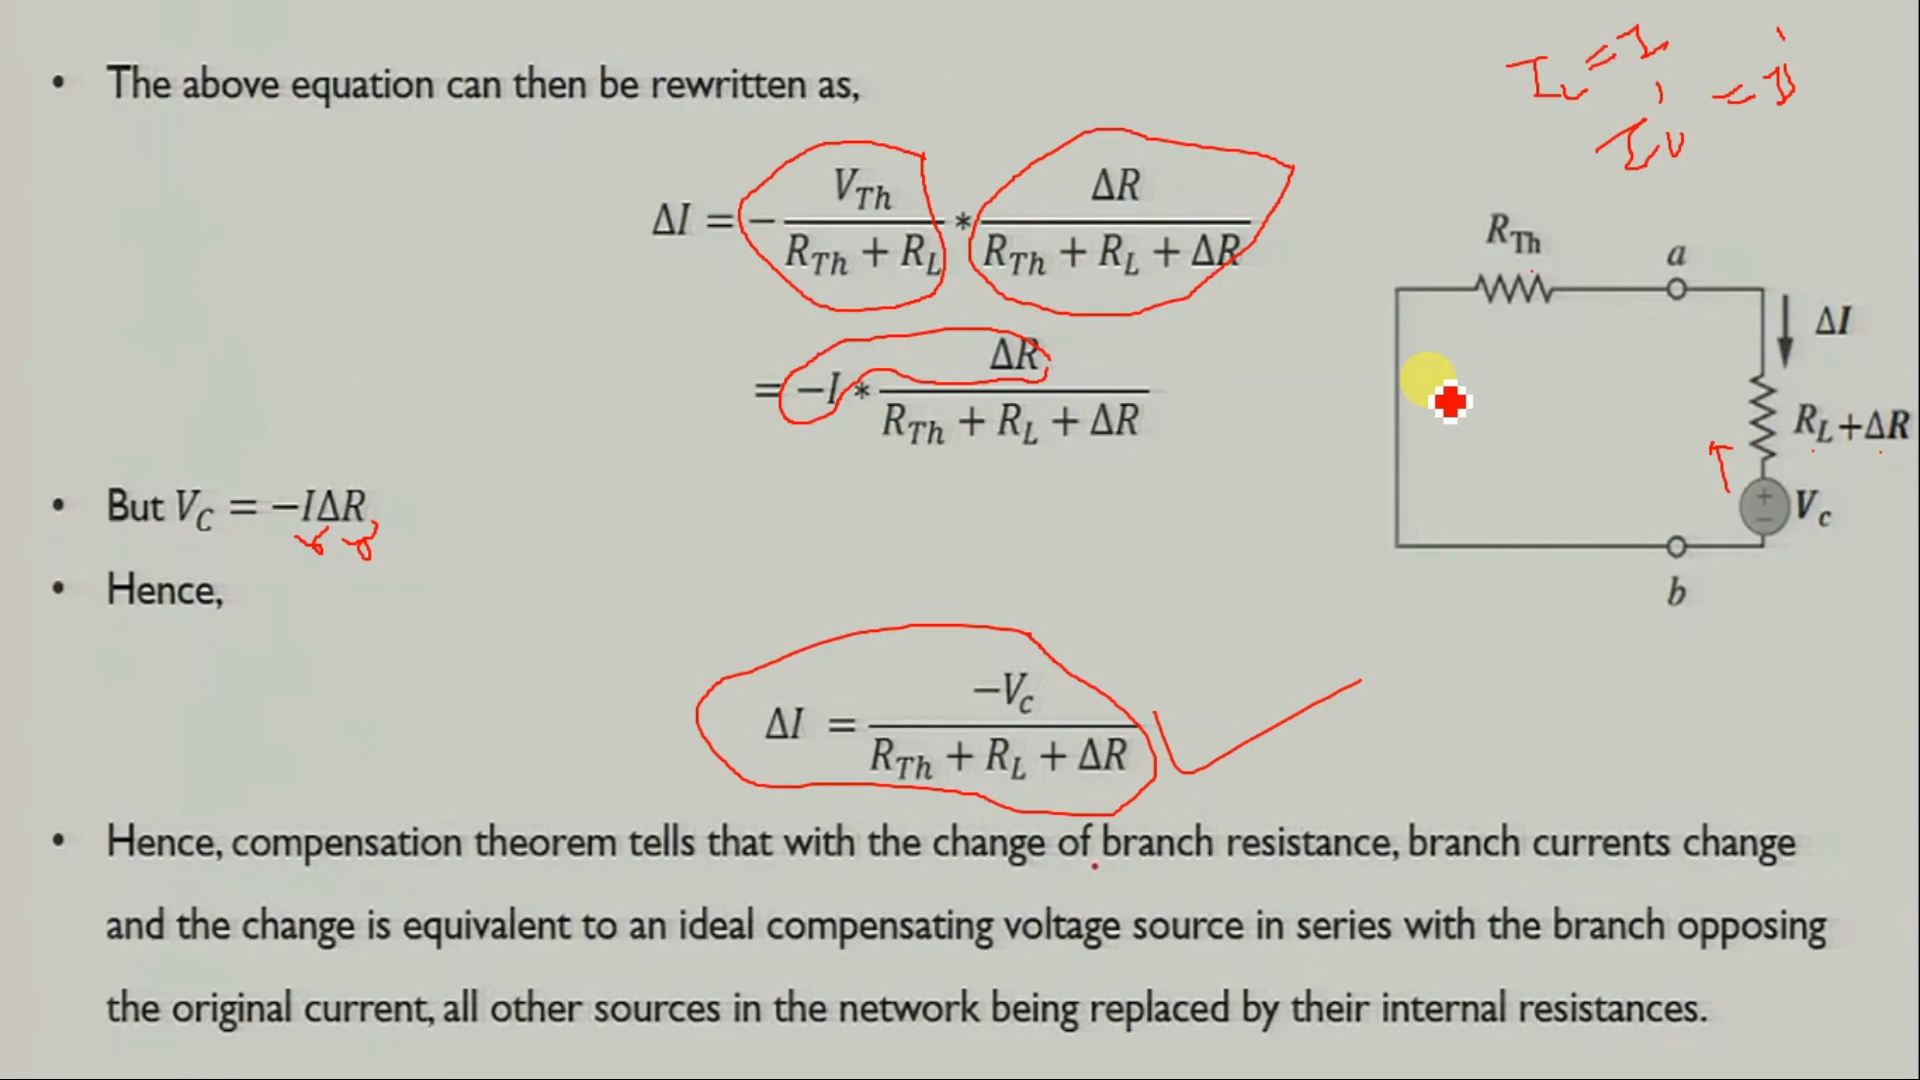 • The above equation can then be rewritten as,
ΔI = − V_Th / (R_Th + R_L) * ΔR / (R_Th + R_L + ΔR)
= −I * ΔR / (R_Th + R_L + ΔR)
• But V_C = −IΔR
• Hence,
ΔI = −V_c / (R_Th + R_L + ΔR)
• Hence, compensation theorem tells that with the change of branch resistance, branch currents change
and the change is equivalent to an ideal compensating voltage source in series with the branch opposing
the original current, all other sources in the network being replaced by their internal resistances.
R_Th
a
ΔI
R_L+ΔR
+
−
V_c
b